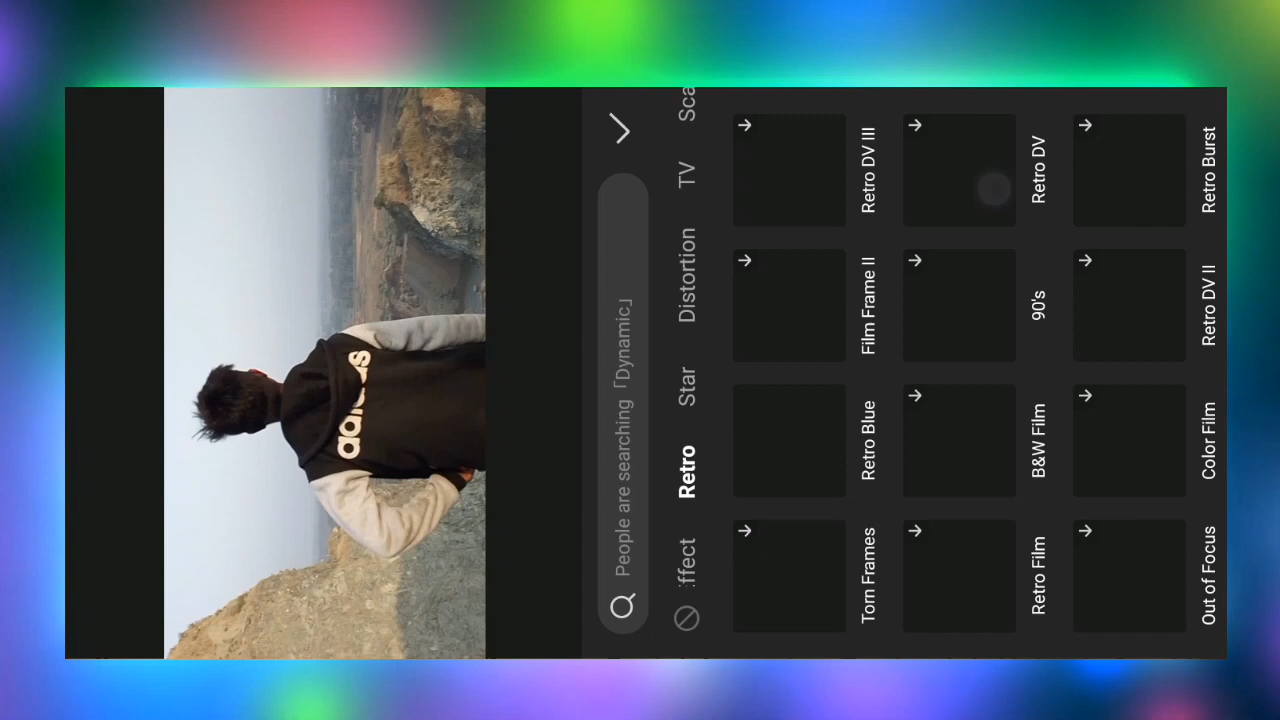 adidas
People are searching「Dynamic」
Effect Retro Star Distortion TV Sca
Torn Frames
Retro Blue
Film Frame II
Retro DV III
Retro Film
B&W Film
90's
Retro DV
Out of Focus
Color Film
Retro DV II
Retro Burst